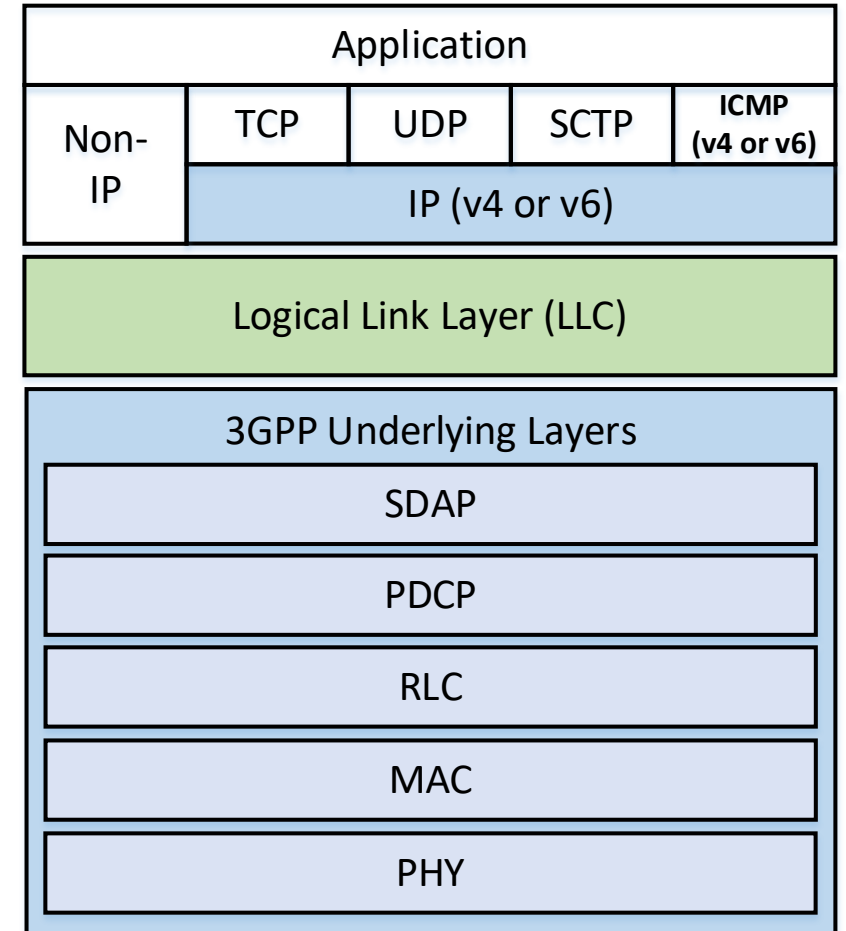 Application
Non-
IP
TCP
UDP
SCTP
ICMP
(v4 or v6)
IP (v4 or v6)
Logical Link Layer (LLC)
3GPP Underlying Layers
SDAP
PDCP
RLC
MAC
PHY